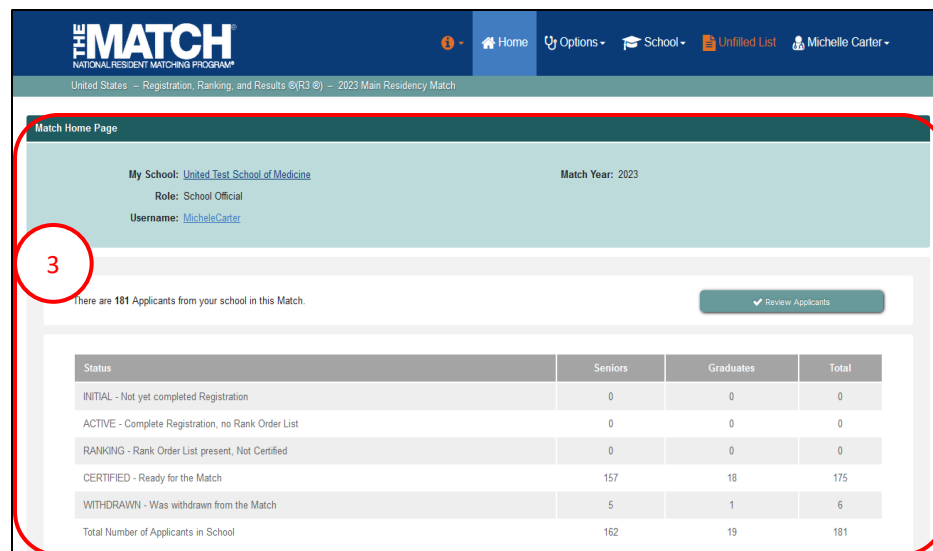 THE MATCH®
NATIONAL RESIDENT MATCHING PROGRAM®
Home Options School Unfilled List Michelle Carter
United States – Registration, Ranking, and Results ®(R3 ®) – 2023 Main Residency Match
Match Home Page
My School: United Test School of Medicine Match Year: 2023
Role: School Official
Username: MicheleCarter
3
There are 181 Applicants from your school in this Match. Review Applicants
Status Seniors Graduates Total
INITIAL - Not yet completed Registration 0 0 0
ACTIVE - Complete Registration, no Rank Order List 0 0 0
RANKING - Rank Order List present, Not Certified 0 0 0
CERTIFIED - Ready for the Match 157 18 175
WITHDRAWN - Was withdrawn from the Match 5 1 6
Total Number of Applicants in School 162 19 181